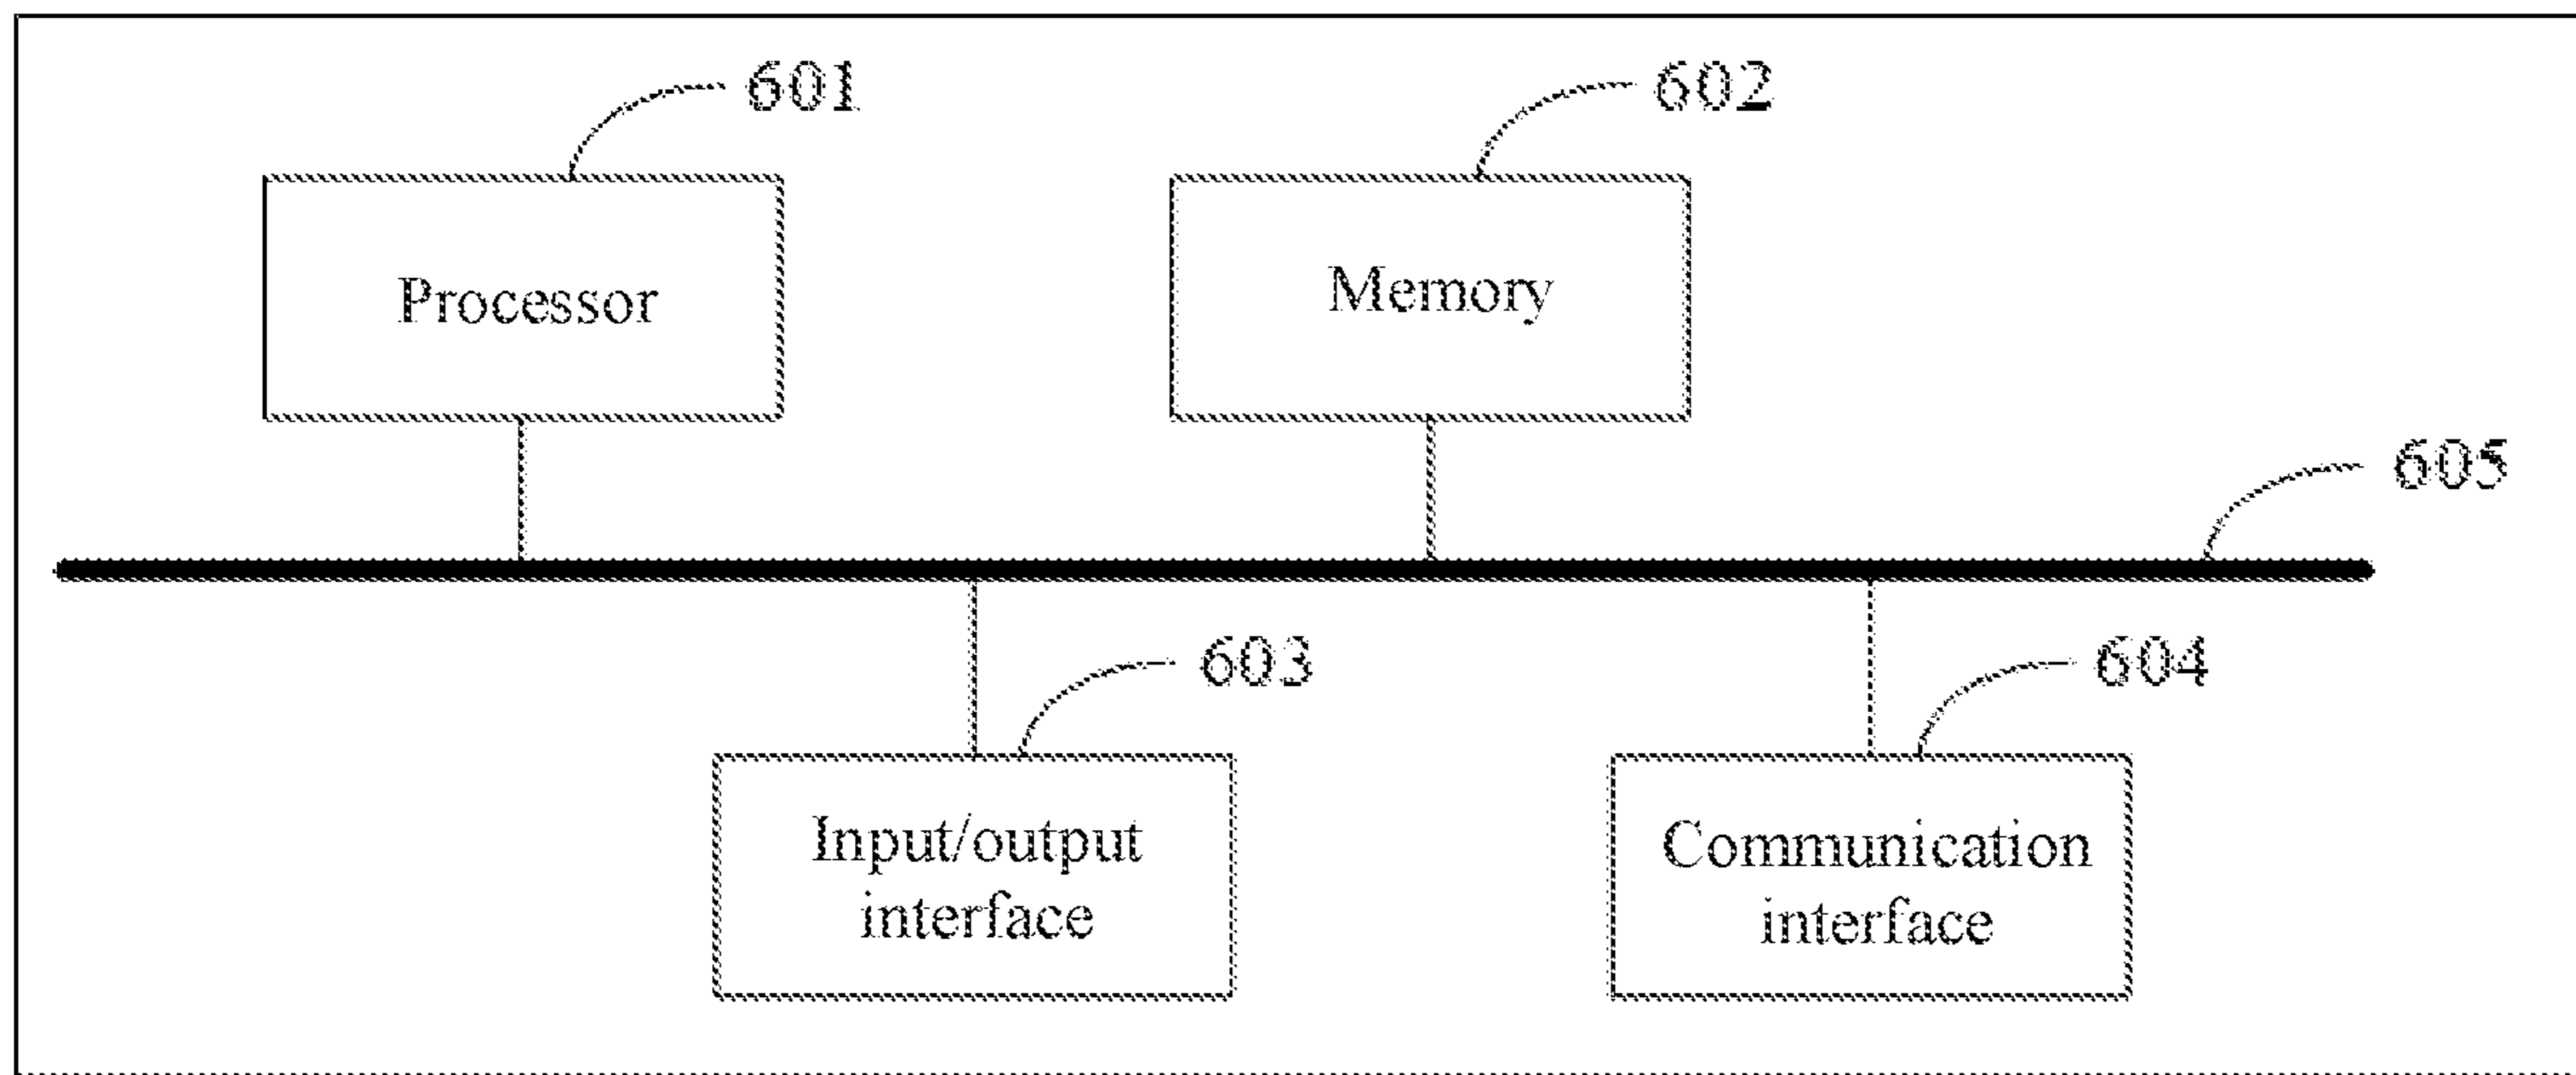 601
602
Processor
Memory
605
603
604
Input/output
interface
Communication
interface